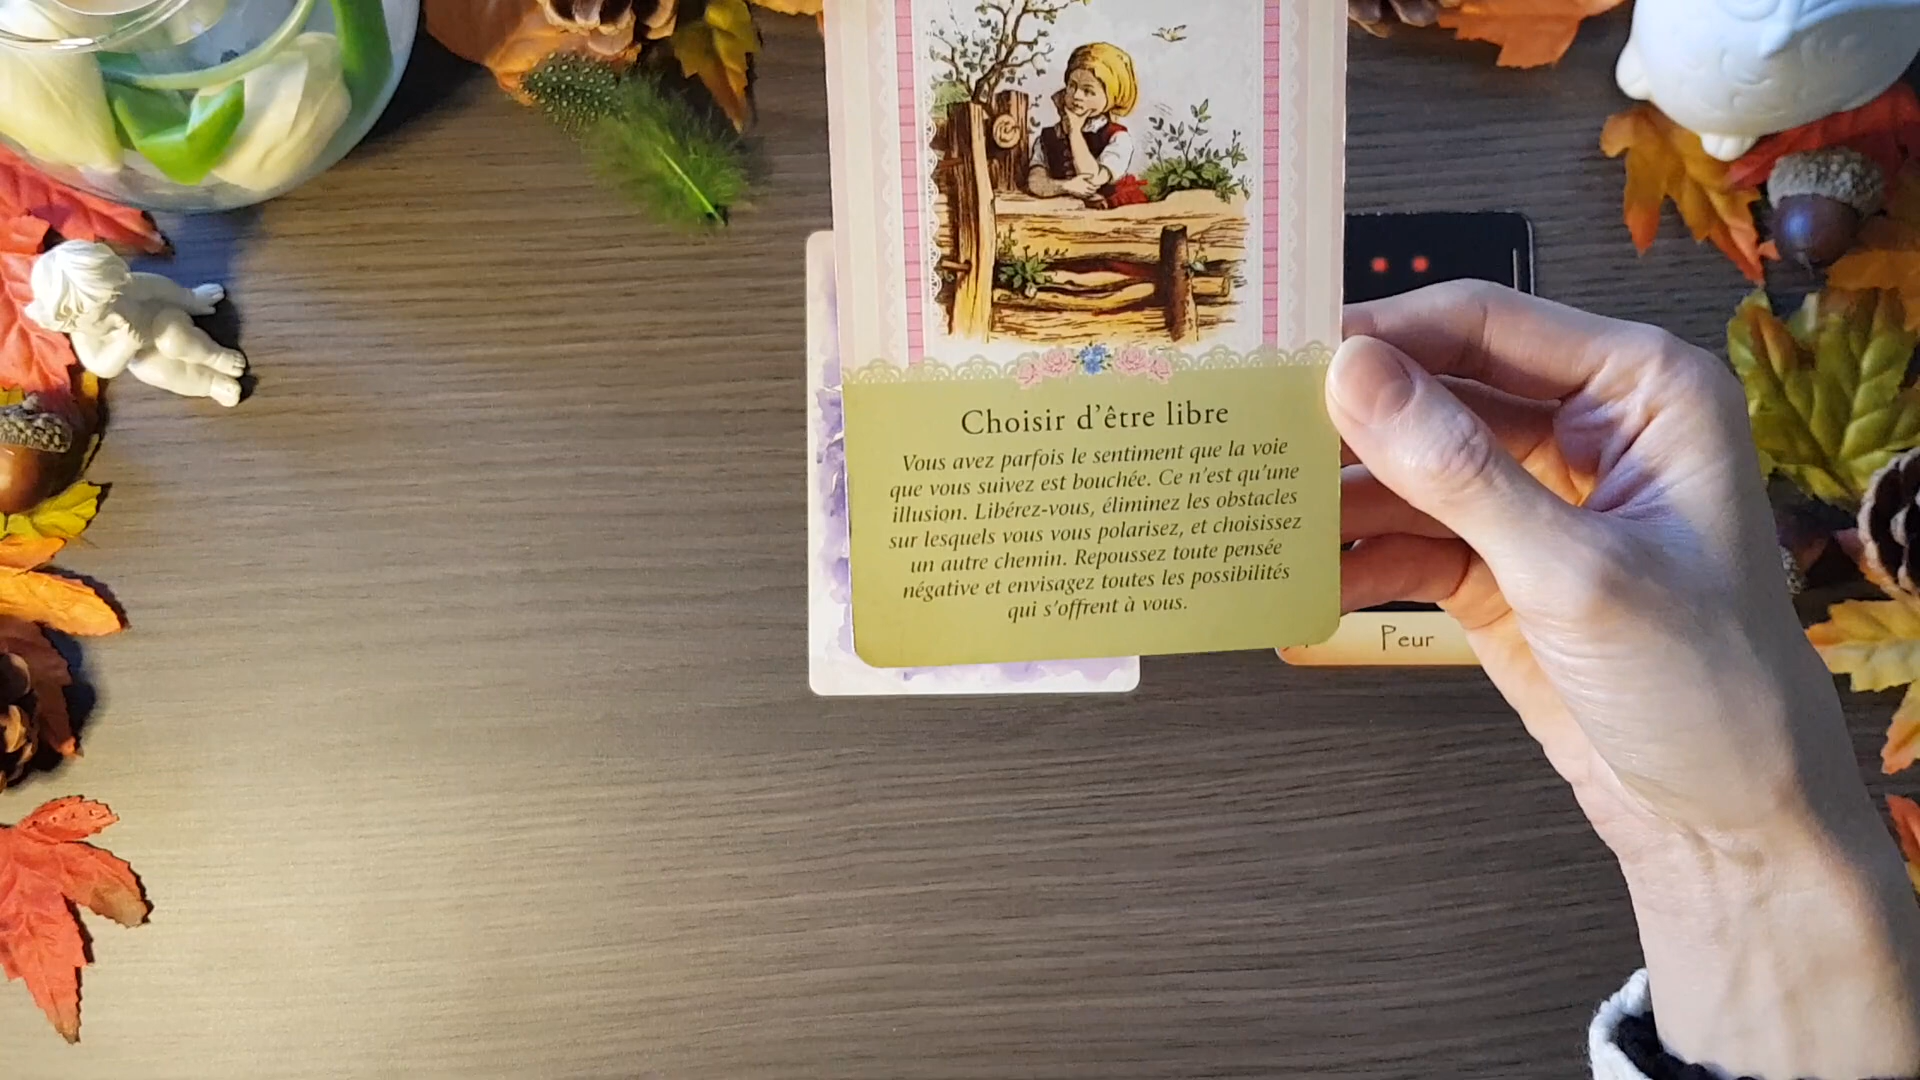 Choisir d'être libre
Vous avez parfois le sentiment que la voie
que vous suivez est bouchée. Ce n'est qu'une
illusion. Libérez-vous, éliminez les obstacles
sur lesquels vous vous polarisez, et choisissez
un autre chemin. Repoussez toute pensée
négative et envisagez toutes les possibilités
qui s'offrent à vous.
Peur